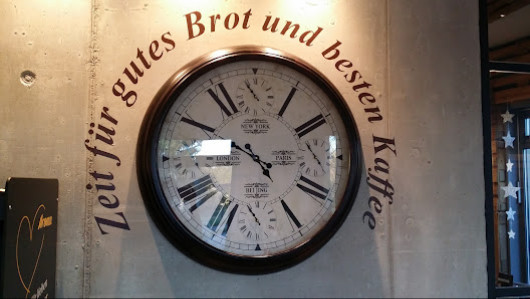 Zeit für gutes Brot und besten Kaffee
NEW YORK
LONDON
PARIS
BEIJING